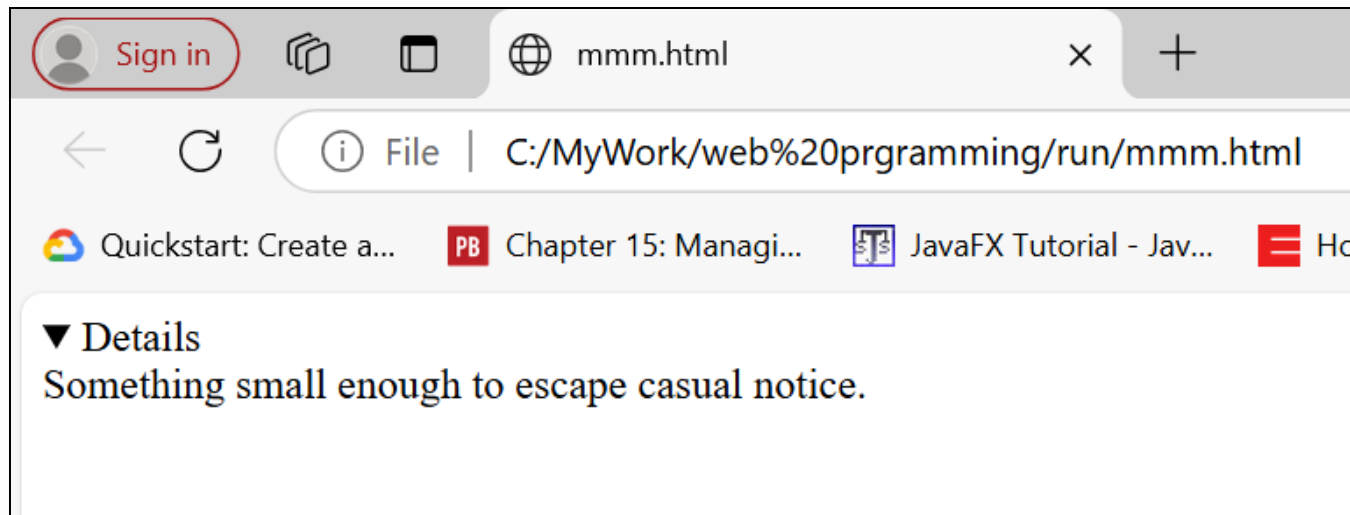 Sign in mmm.html
File C:/MyWork/web%20prgramming/run/mmm.html
Quickstart: Create a... PB Chapter 15: Managi... JavaFX Tutorial - Jav... Ho
▼ Details
Something small enough to escape casual notice.